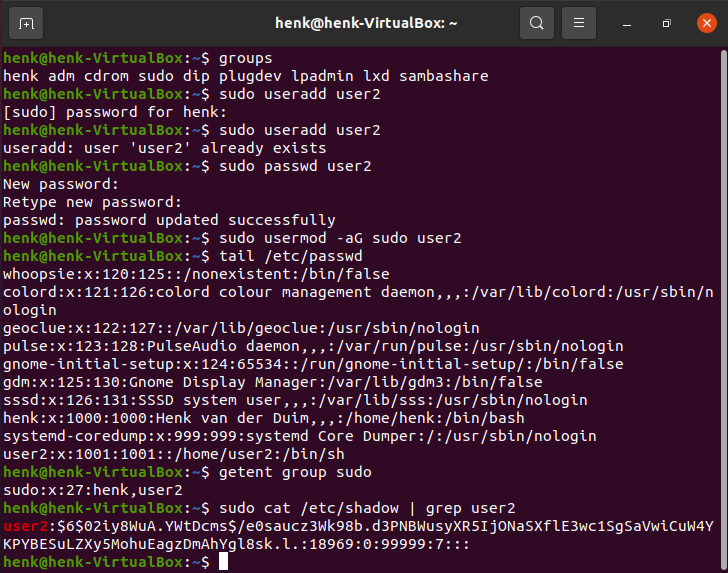 henk@henk-VirtualBox: ~
henk@henk-VirtualBox:~$ groups
henk adm cdrom sudo dip plugdev lpadmin lxd sambashare
henk@henk-VirtualBox:~$ sudo useradd user2
[sudo] password for henk:
henk@henk-VirtualBox:~$ sudo useradd user2
useradd: user 'user2' already exists
henk@henk-VirtualBox:~$ sudo passwd user2
New password:
Retype new password:
passwd: password updated successfully
henk@henk-VirtualBox:~$ sudo usermod -aG sudo user2
henk@henk-VirtualBox:~$ tail /etc/passwd
whoopsie:x:120:125::/nonexistent:/bin/false
colord:x:121:126:colord colour management daemon,,,:/var/lib/colord:/usr/sbin/n
ologin
geoclue:x:122:127::/var/lib/geoclue:/usr/sbin/nologin
pulse:x:123:128:PulseAudio daemon,,,:/var/run/pulse:/usr/sbin/nologin
gnome-initial-setup:x:124:65534::/run/gnome-initial-setup/:/bin/false
gdm:x:125:130:Gnome Display Manager:/var/lib/gdm3:/bin/false
sssd:x:126:131:SSSD system user,,,:/var/lib/sss:/usr/sbin/nologin
henk:x:1000:1000:Henk van der Duim,,,:/home/henk:/bin/bash
systemd-coredump:x:999:999:systemd Core Dumper:/:/usr/sbin/nologin
user2:x:1001:1001::/home/user2:/bin/sh
henk@henk-VirtualBox:~$ getent group sudo
sudo:x:27:henk,user2
henk@henk-VirtualBox:~$ sudo cat /etc/shadow | grep user2
user2:$6$02iy8WuA.YWtDcms$/e0saucz3Wk98b.d3PNBWusyXR5IjONaSXflE3wc1SgSaVwiCuW4Y
KPYBESuLZXy5MohuEagzDmAhYgl8sk.l.:18969:0:99999:7:::
henk@henk-VirtualBox:~$